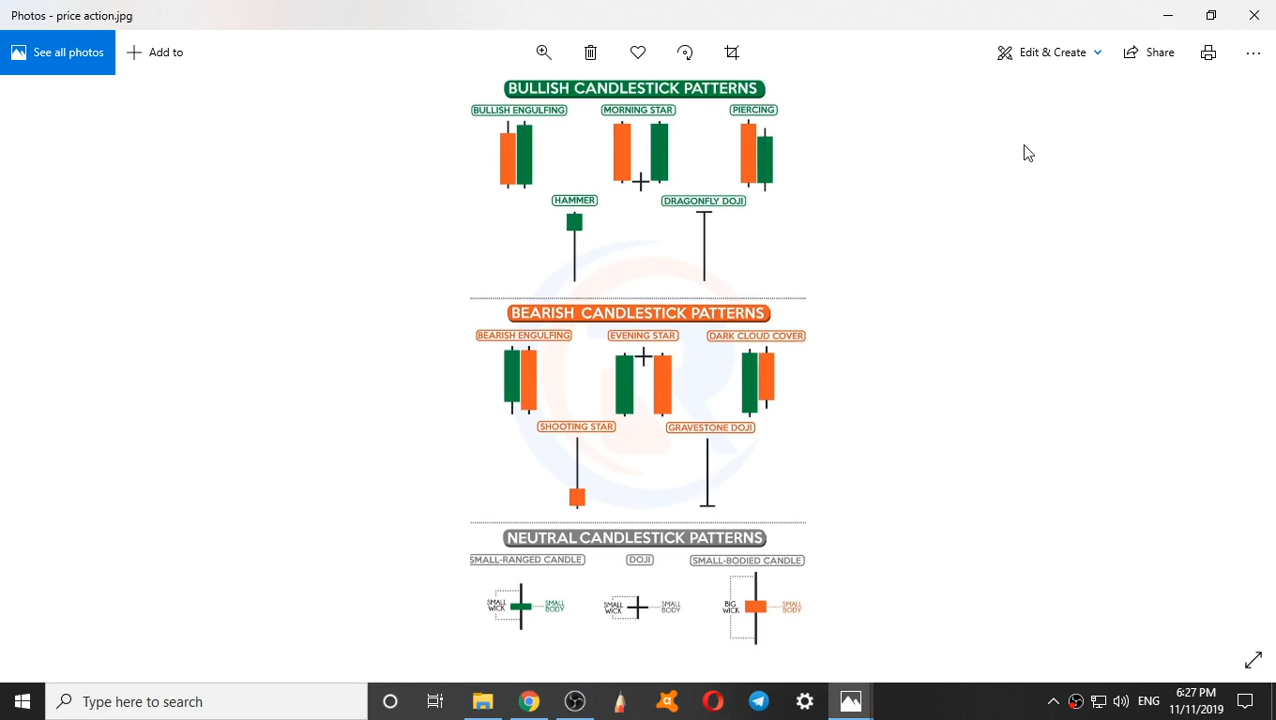 Photos - price action.jpg
See all photos
Add to
Edit & Create
Share
BULLISH CANDLESTICK PATTERNS
BULLISH ENGULFING
MORNING STAR
PIERCING
HAMMER
DRAGONFLY DOJI
BEARISH CANDLESTICK PATTERNS
BEARISH ENGULFING
EVENING STAR
DARK CLOUD COVER
SHOOTING STAR
GRAVESTONE DOJI
NEUTRAL CANDLESTICK PATTERNS
SMALL-RANGED CANDLE
DOJI
SMALL-BODIED CANDLE
SMALL
WICK
SMALL
BODY
SMALL
WICK
SMALL
BODY
BIG
WICK
SMALL
BODY
Type here to search
ENG
6:27 PM
11/11/2019